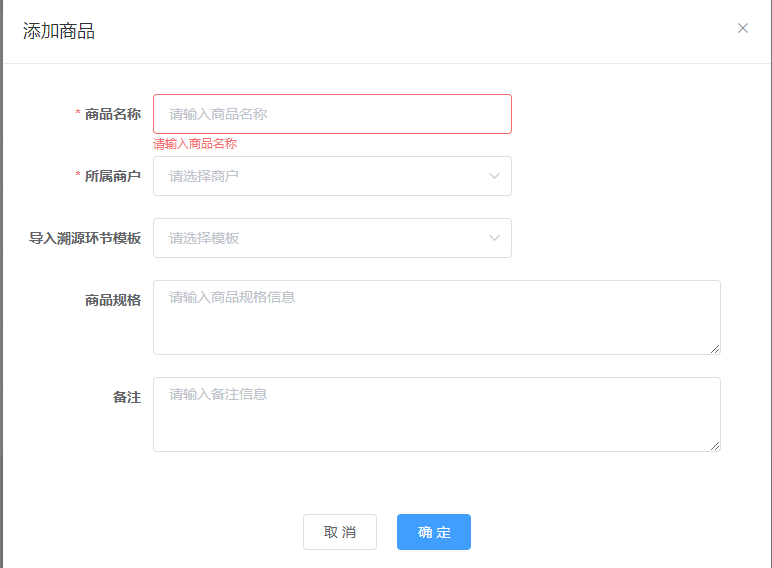 添加商品
* 商品名称 请输入商品名称
请输入商品名称
* 所属商户 请选择商户
导入溯源环节模板 请选择模板
商品规格 请输入商品规格信息
备注 请输入备注信息
取 消 确 定